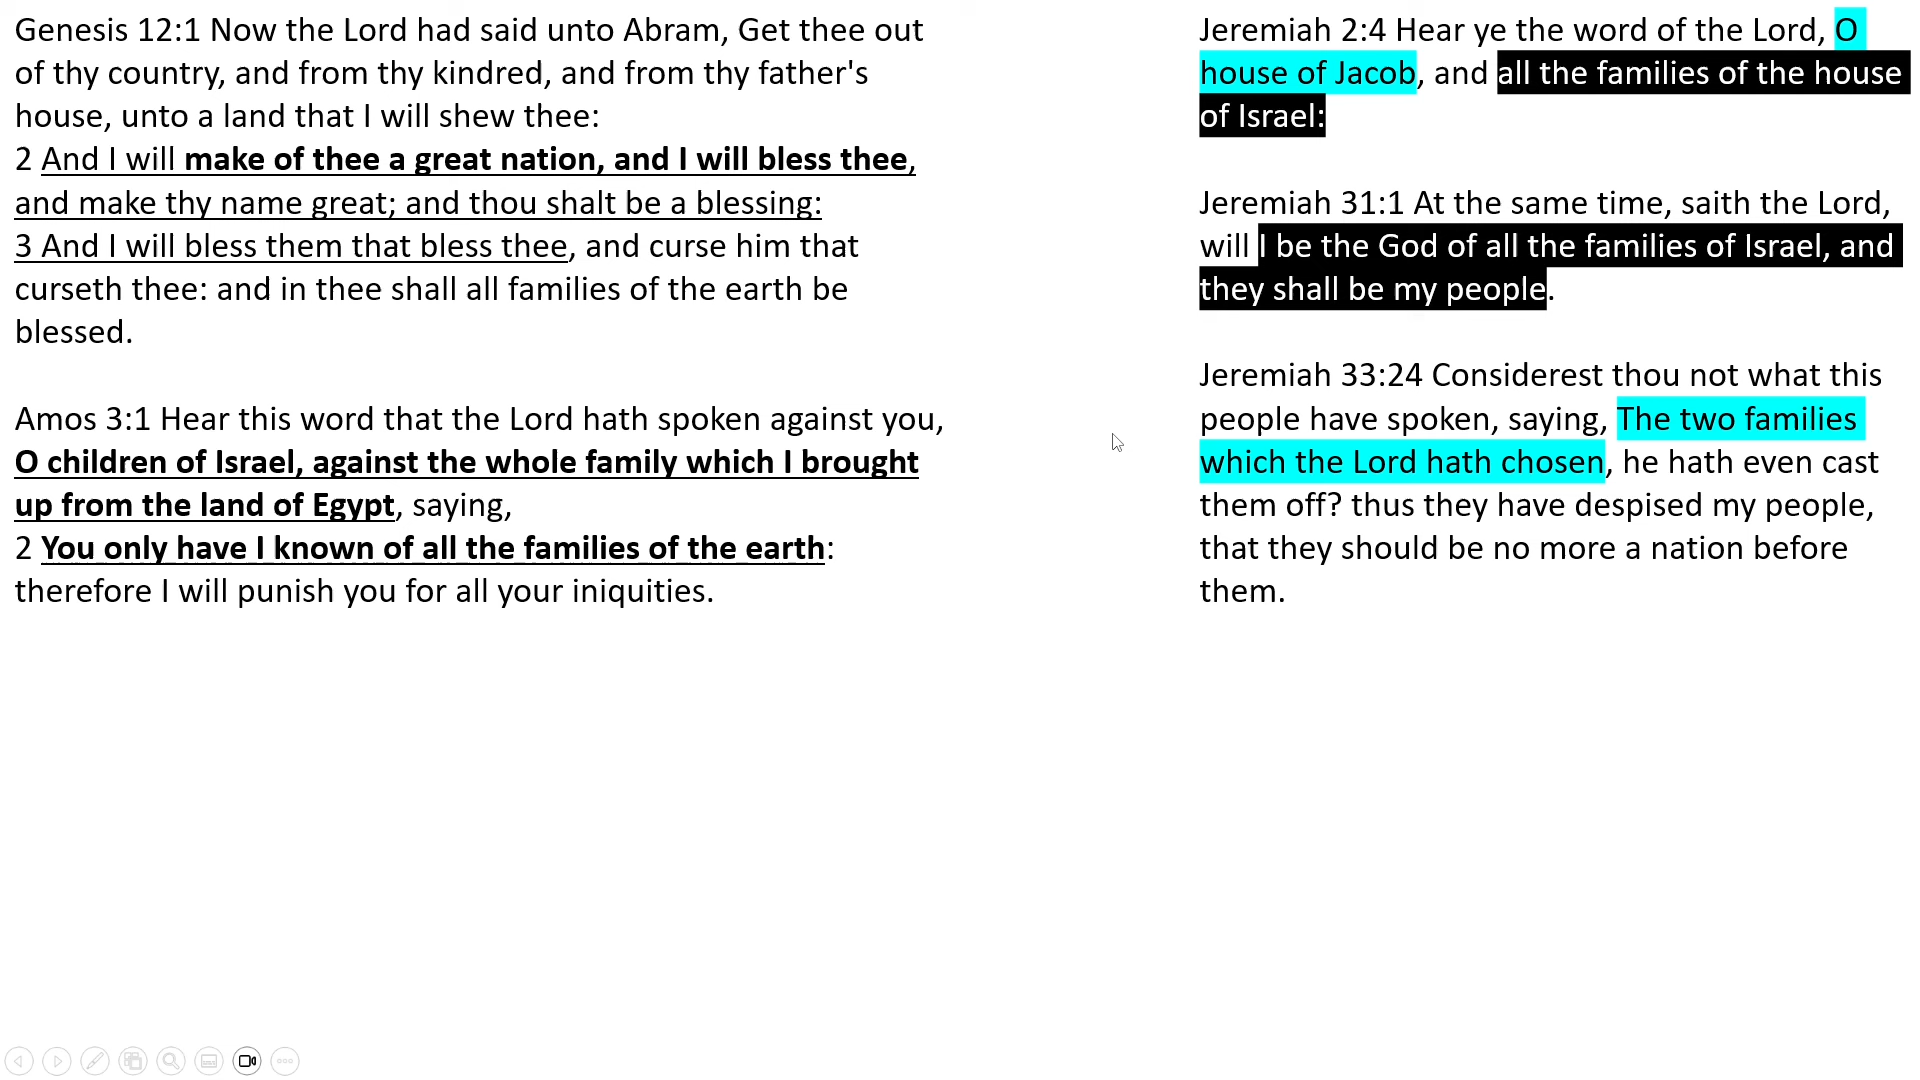 Genesis 12:1 Now the Lord had said unto Abram, Get thee out
of thy country, and from thy kindred, and from thy father's
house, unto a land that I will shew thee:
2 And I will make of thee a great nation, and I will bless thee,
and make thy name great; and thou shalt be a blessing:
3 And I will bless them that bless thee, and curse him that
curseth thee: and in thee shall all families of the earth be
blessed.
Amos 3:1 Hear this word that the Lord hath spoken against you,
O children of Israel, against the whole family which I brought
up from the land of Egypt, saying,
2 You only have I known of all the families of the earth:
therefore I will punish you for all your iniquities.
Jeremiah 2:4 Hear ye the word of the Lord, O
house of Jacob, and all the families of the house
of Israel:
Jeremiah 31:1 At the same time, saith the Lord,
will I be the God of all the families of Israel, and
they shall be my people.
Jeremiah 33:24 Considerest thou not what this
people have spoken, saying, The two families
which the Lord hath chosen, he hath even cast
them off? thus they have despised my people,
that they should be no more a nation before
them.